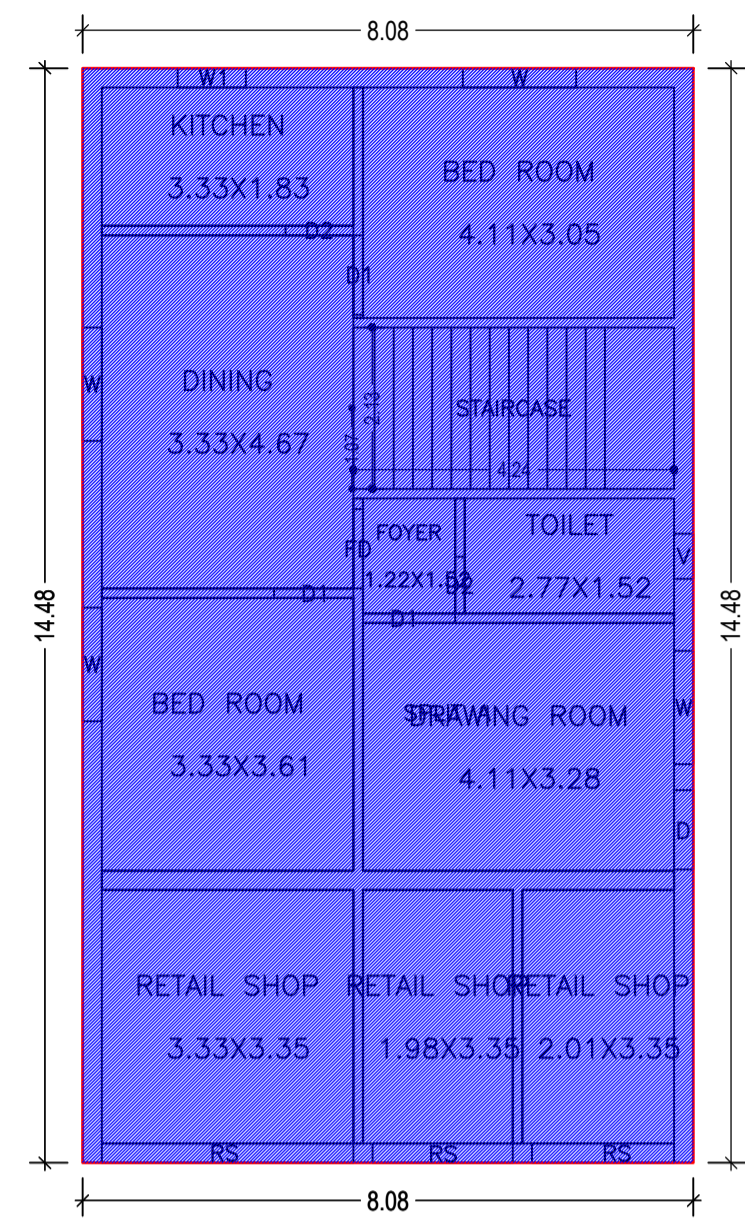 8.08
W1
W
KITCHEN
3.33X1.83
BED ROOM
4.11X3.05
D2
D1
W
DINING
3.33X4.67
2.13
1.07
STAIRCASE
4.24
FOYER
1.22X1.52
FD
D2
TOILET
2.77X1.52
V
D1
D1
14.48
14.48
W
BED ROOM
3.33X3.61
DRAWING ROOM
4.11X3.28
W
D
RETAIL SHOP
3.33X3.35
RETAIL SHOP
1.98X3.35
RETAIL SHOP
2.01X3.35
RS
RS
RS
8.08